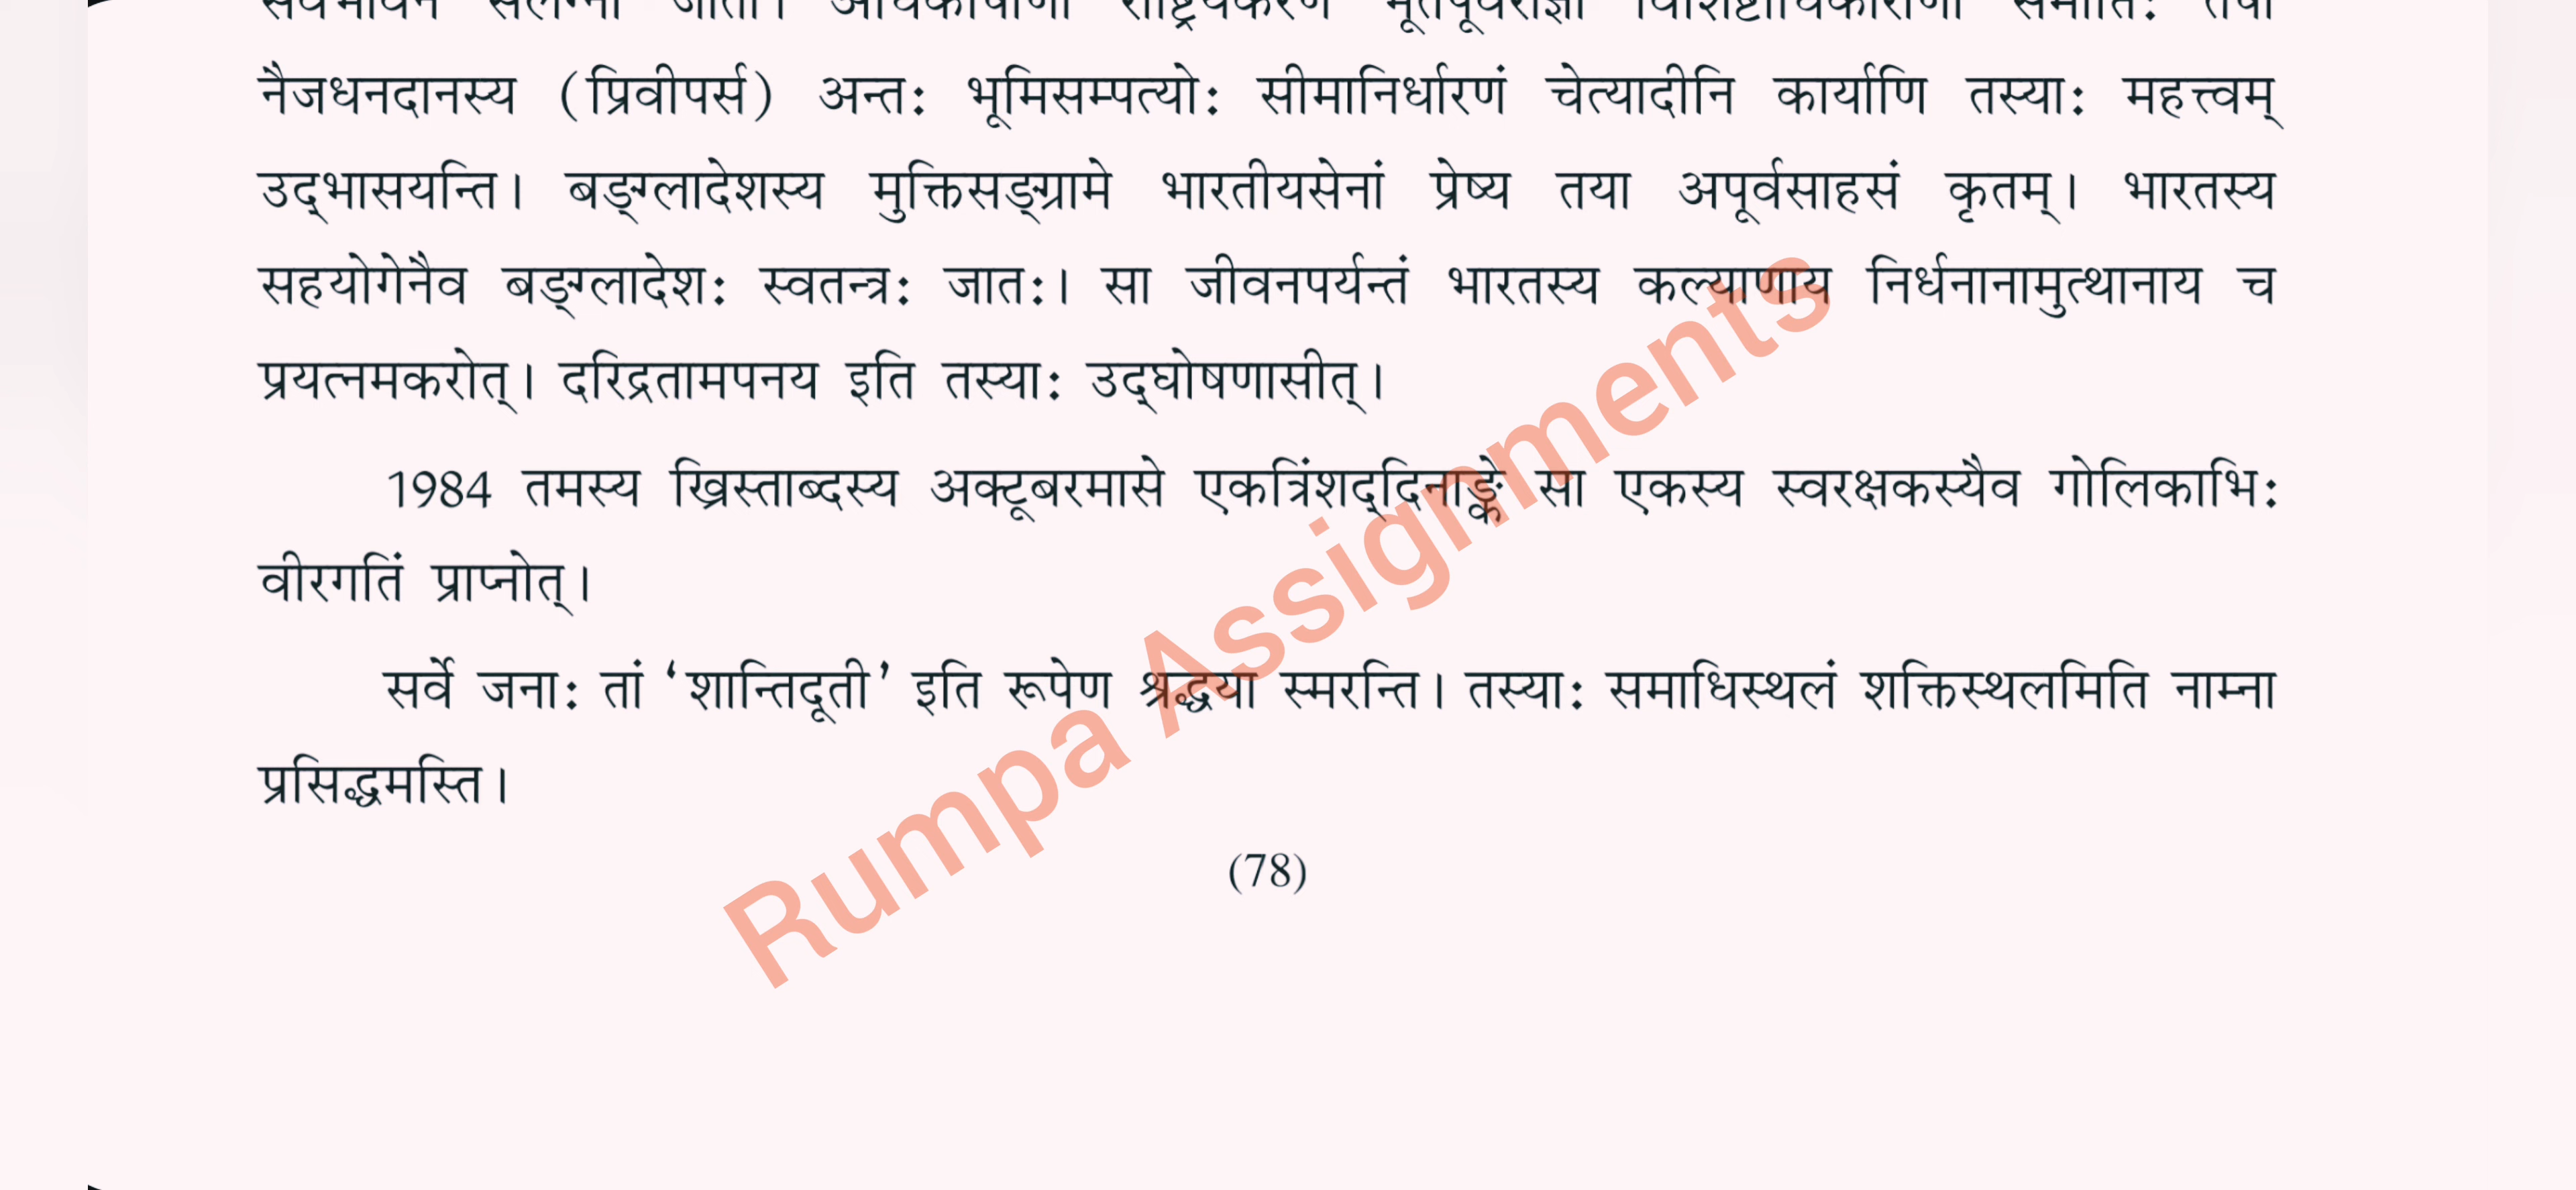 नैजधनदानस्य (प्रिवीपर्स) अन्तः भूमिसम्पत्योः सीमानिर्धारणं चेत्यादीनि कार्याणि तस्याः महत्त्वम्
उद्भासयन्ति। बङ्ग्लादेशस्य मुक्तिसङ्ग्रामे भारतीयसेनां प्रेष्य तया अपूर्वसाहसं कृतम्। भारतस्य
सहयोगेनैव बङ्ग्लादेशः स्वतन्त्रः जातः। सा जीवनपर्यन्तं भारतस्य कल्याणाय निर्धनानामुत्थानाय च
प्रयत्नमकरोत्। दरिद्रतामपनय इति तस्याः उद्घोषणासीत्।
1984 तमस्य ख्रिस्ताब्दस्य अक्टूबरमासे एकत्रिंशद्दिनाङ्के सा एकस्य स्वरक्षकस्यैव गोलिकाभिः
वीरगतिं प्राप्नोत्।
सर्वे जनाः तां ‘शान्तिदूती’ इति रूपेण श्रद्धया स्मरन्ति। तस्याः समाधिस्थलं शक्तिस्थलमिति नाम्ना
प्रसिद्धमस्ति।
(78)
Rumpa Assignments